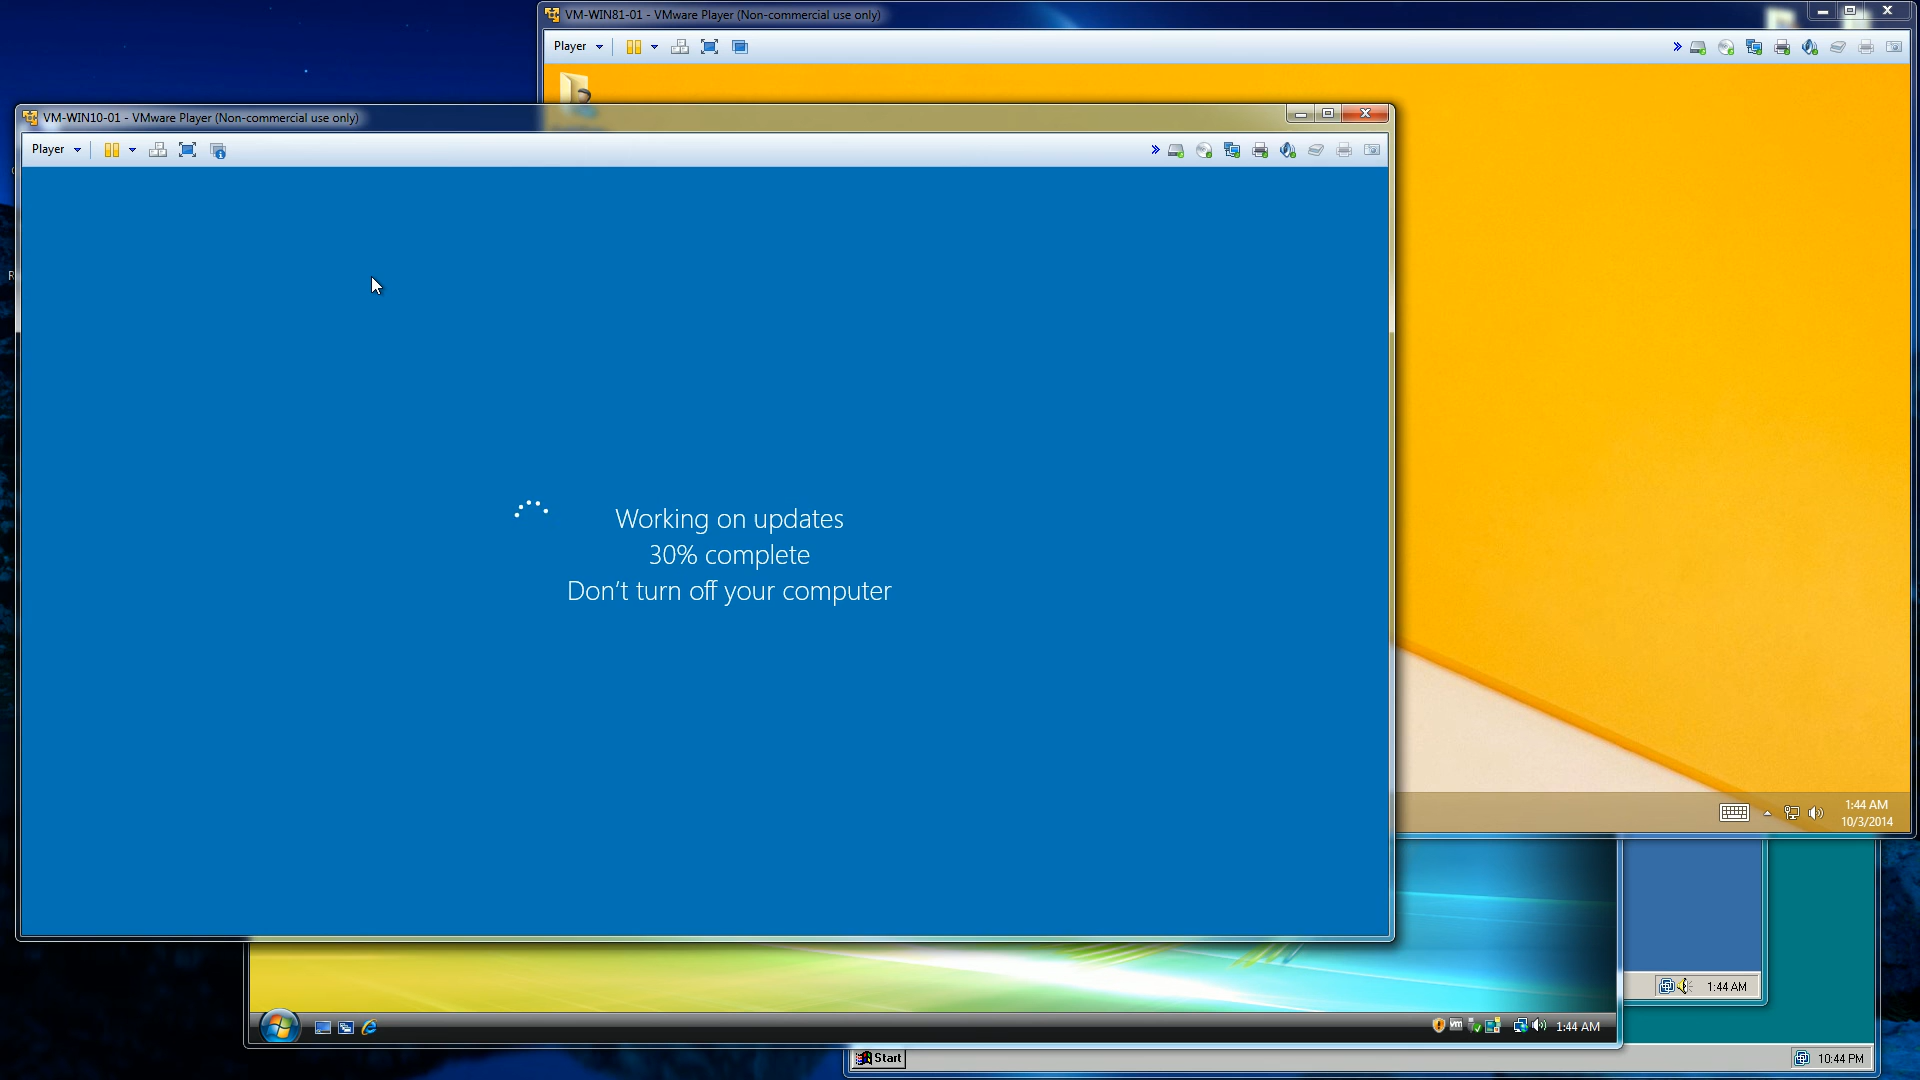 VM-WIN81-01 - VMware Player (Non-commercial use only)
Player
VM-WIN10-01 - VMware Player (Non-commercial use only)
Player
R
Working on updates
30% complete
Don't turn off your computer
1:44 AM
10/3/2014
1:44 AM
vm
1:44 AM
Start
10:44 PM